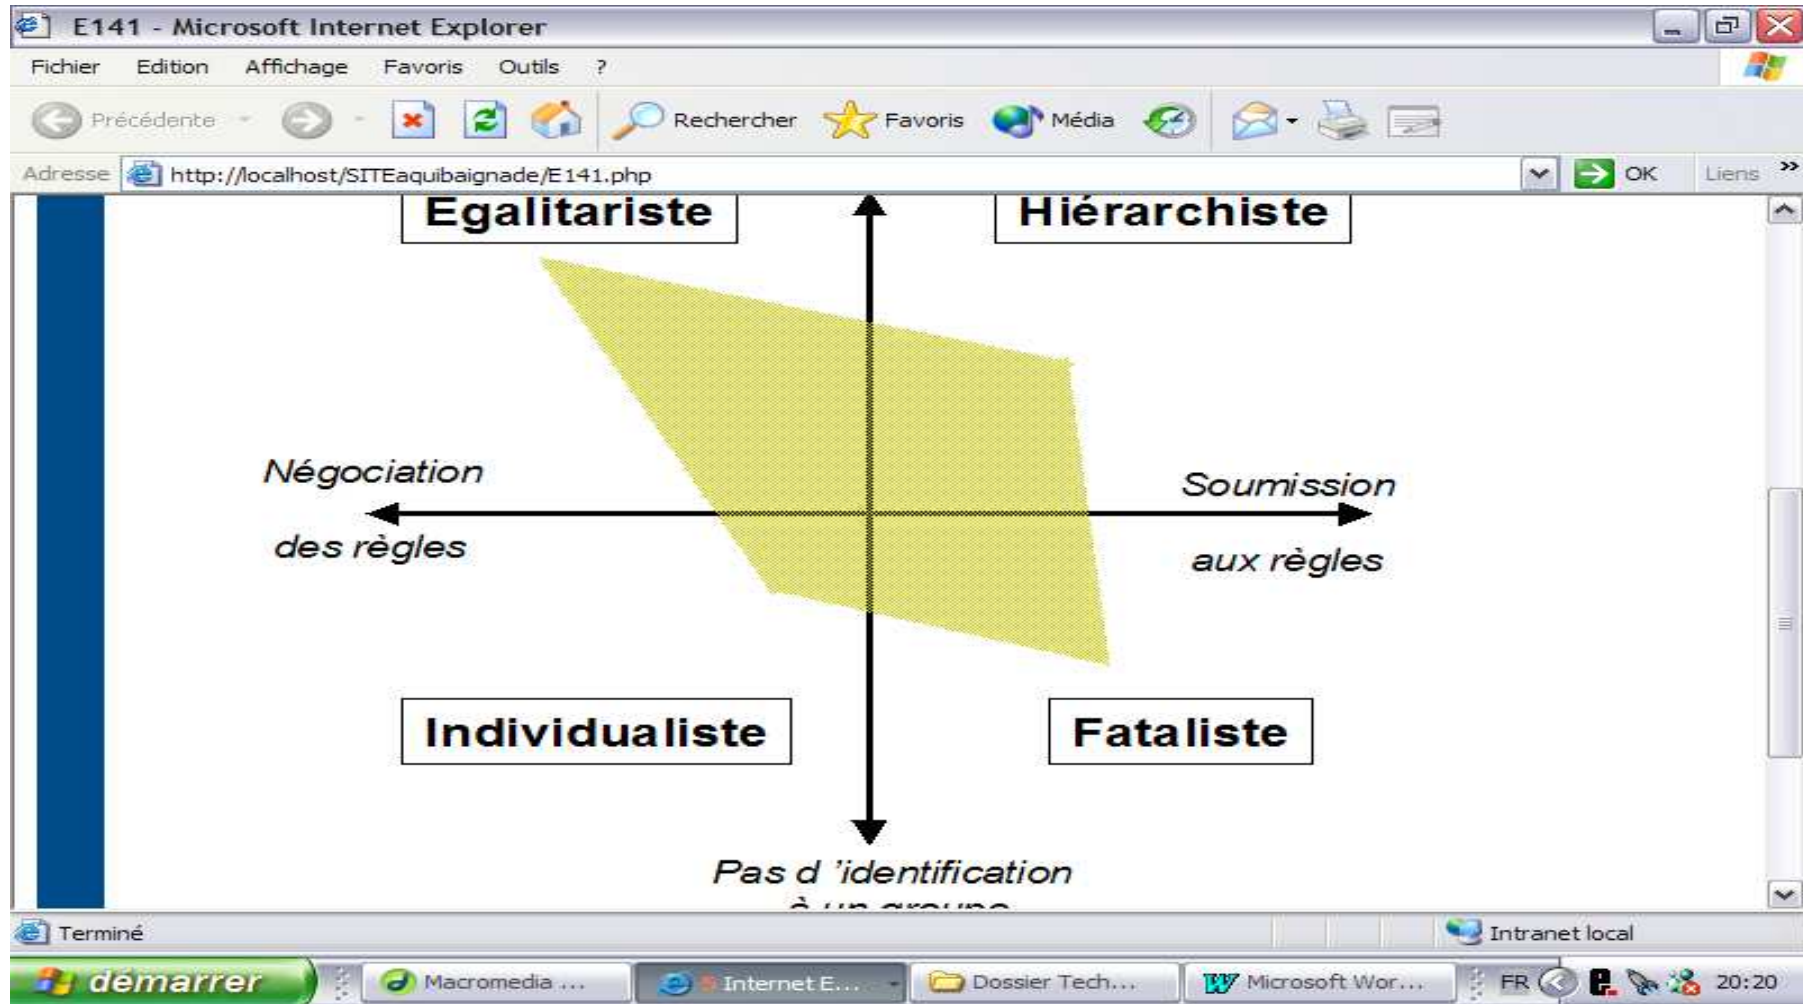 E141 - Microsoft Internet Explorer
Fichier Edition Affichage Favoris Outils ?
Précédente Rechercher Favoris Média
Adresse http://localhost/SITEaquibaignade/E141.php OK Liens »
Egalitariste Hiérarchiste
Négociation Soumission
des règles aux règles
Individualiste Fataliste
Pas d 'identification
à un groupe
Terminé Intranet local
démarrer Macromedia ... Internet E... Dossier Tech... Microsoft Wor... FR 20:20